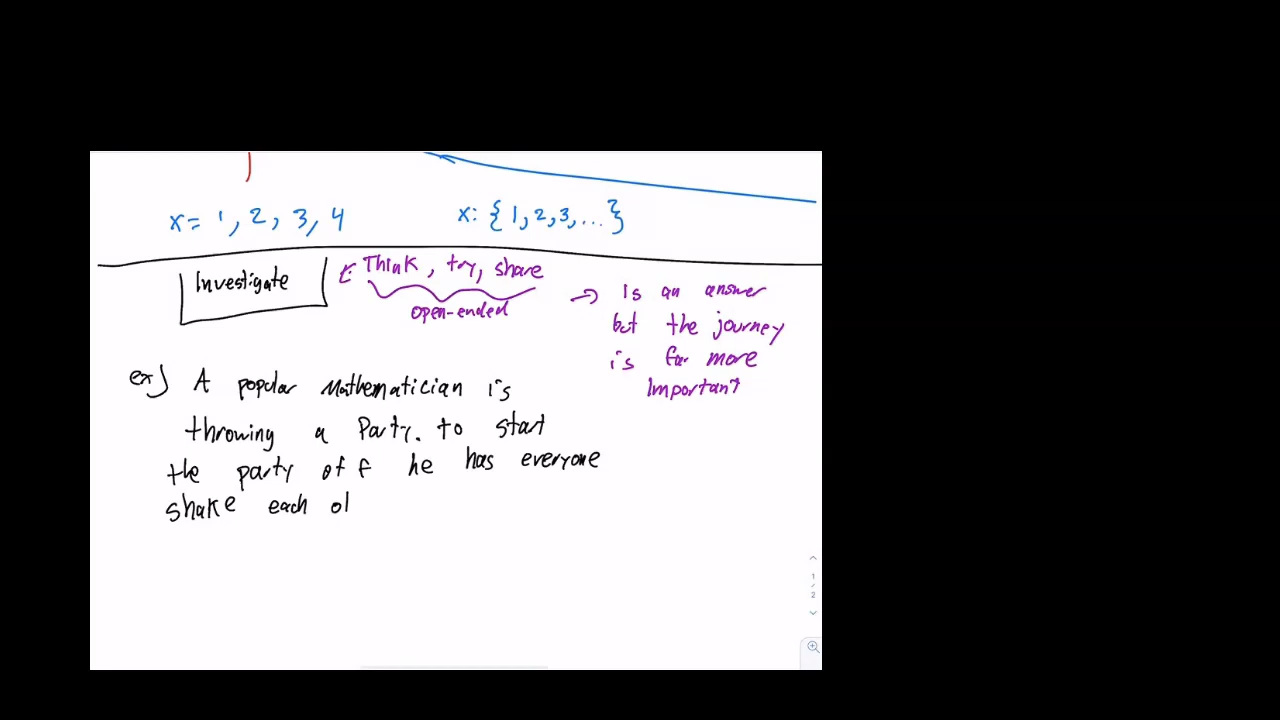 x= 1, 2, 3, 4
x: {1,2,3,...}
Investigate
Think, try, share
open-ended
→ Is an answer
but the journey
is far more
important
ex) A popular mathematician is
throwing a Party. to start
the party off he has everyone
shake each ol
1
/
2